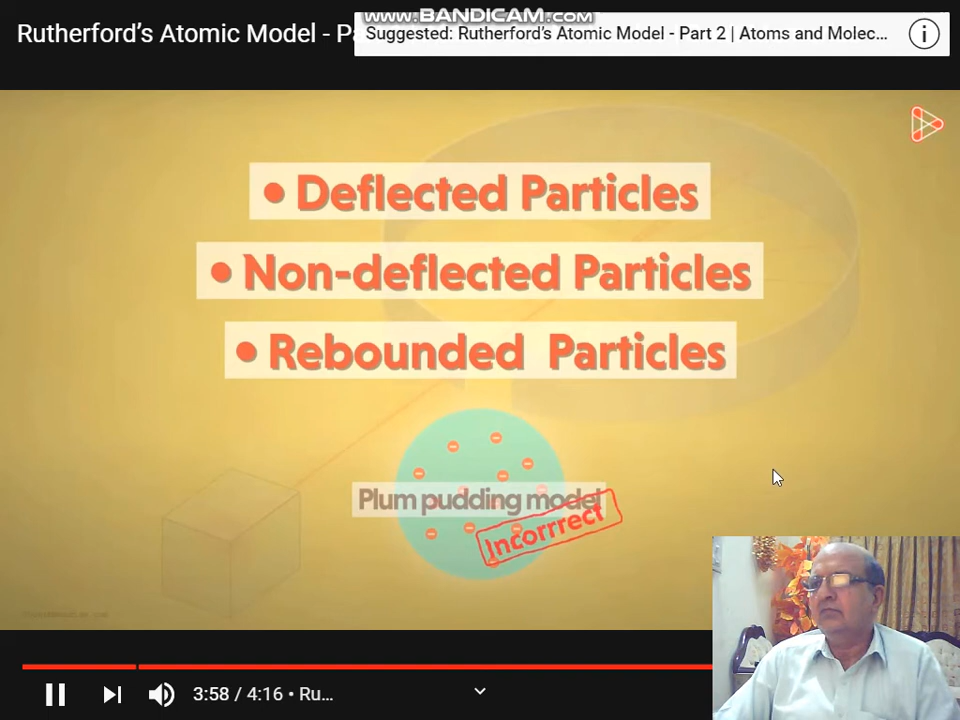 www.BANDICAM.com
Rutherford's Atomic Model - Pa
Suggested: Rutherford's Atomic Model - Part 2 | Atoms and Molec...
• Deflected Particles
• Non-deflected Particles
• Rebounded Particles
Plum pudding model
Incorrrect
3:58 / 4:16 • Ru...